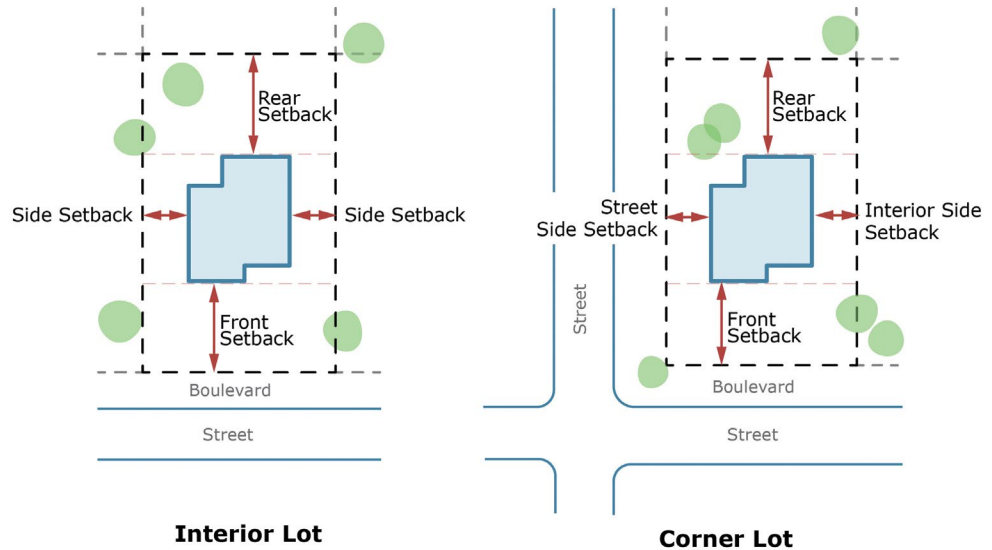 Rear
Setback
Side Setback
Side Setback
Front
Setback
Boulevard
Street
Interior Lot
Rear
Setback
Street
Side Setback
Interior Side
Setback
Street
Front
Setback
Boulevard
Street
Corner Lot